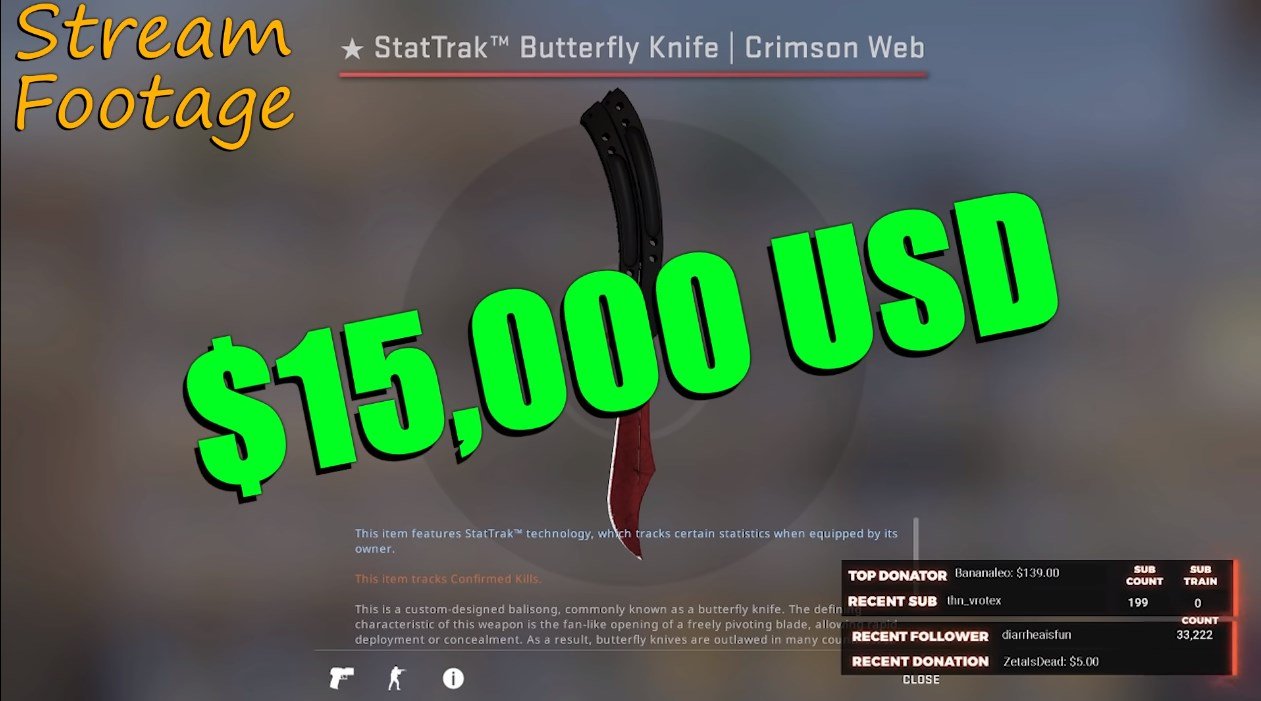 Stream
Footage
★ StatTrak™ Butterfly Knife | Crimson Web
$15,000 USD
This item features StatTrak™ technology, which tracks certain statistics when equipped by its
owner.
This item tracks Confirmed Kills.
This is a custom-designed balisong, commonly known as a butterfly knife. The defining
characteristic of this weapon is the fan-like opening of a freely pivoting blade, allowing rapid
deployment or concealment. As a result, butterfly knives are outlawed in many
CLOSE
TOP DONATOR Bananaleo: $139.00
RECENT SUB thn_vrotex
SUB COUNT
199
SUB TRAIN
0
RECENT FOLLOWER diarrheaisfun
COUNT
33,222
RECENT DONATION ZetaIsDead: $5.00